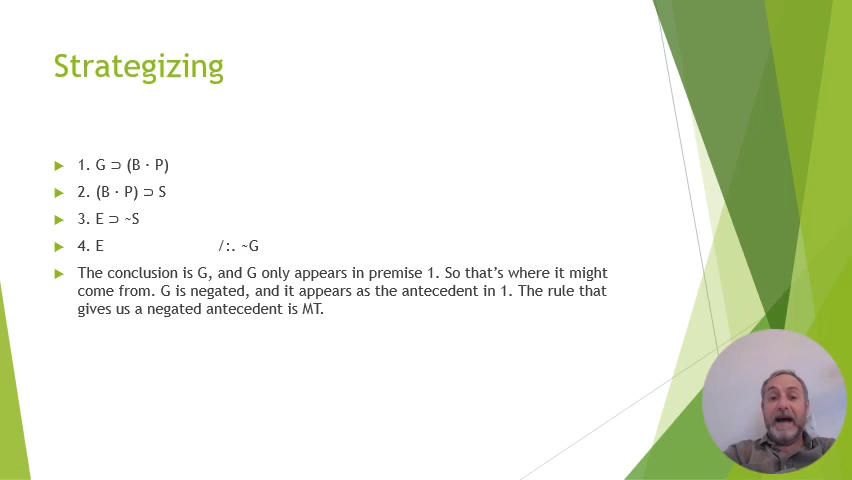 Strategizing
1. G ⊃ (B · P)
2. (B · P) ⊃ S
3. E ⊃ ~S
4. E /:. ~G
The conclusion is G, and G only appears in premise 1. So that’s where it might
come from. G is negated, and it appears as the antecedent in 1. The rule that
gives us a negated antecedent is MT.